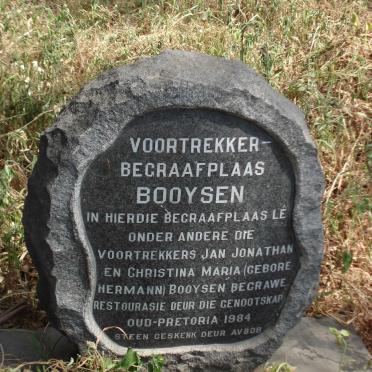 VOORTREKKER-
BEGRAAFPLAAS
BOOYSEN
IN HIERDIE BEGRAAFPLAAS LÊ
ONDER ANDERE DIE
VOORTREKKERS JAN JONATHAN
EN CHRISTINA MARIA (GEBORE
HERMANN) BOOYSEN BEGRAWE
RESTOURASIE DEUR DIE GENOOTSKAP
OUD-PRETORIA 1984
STEEN GESKENK DEUR AVBOB